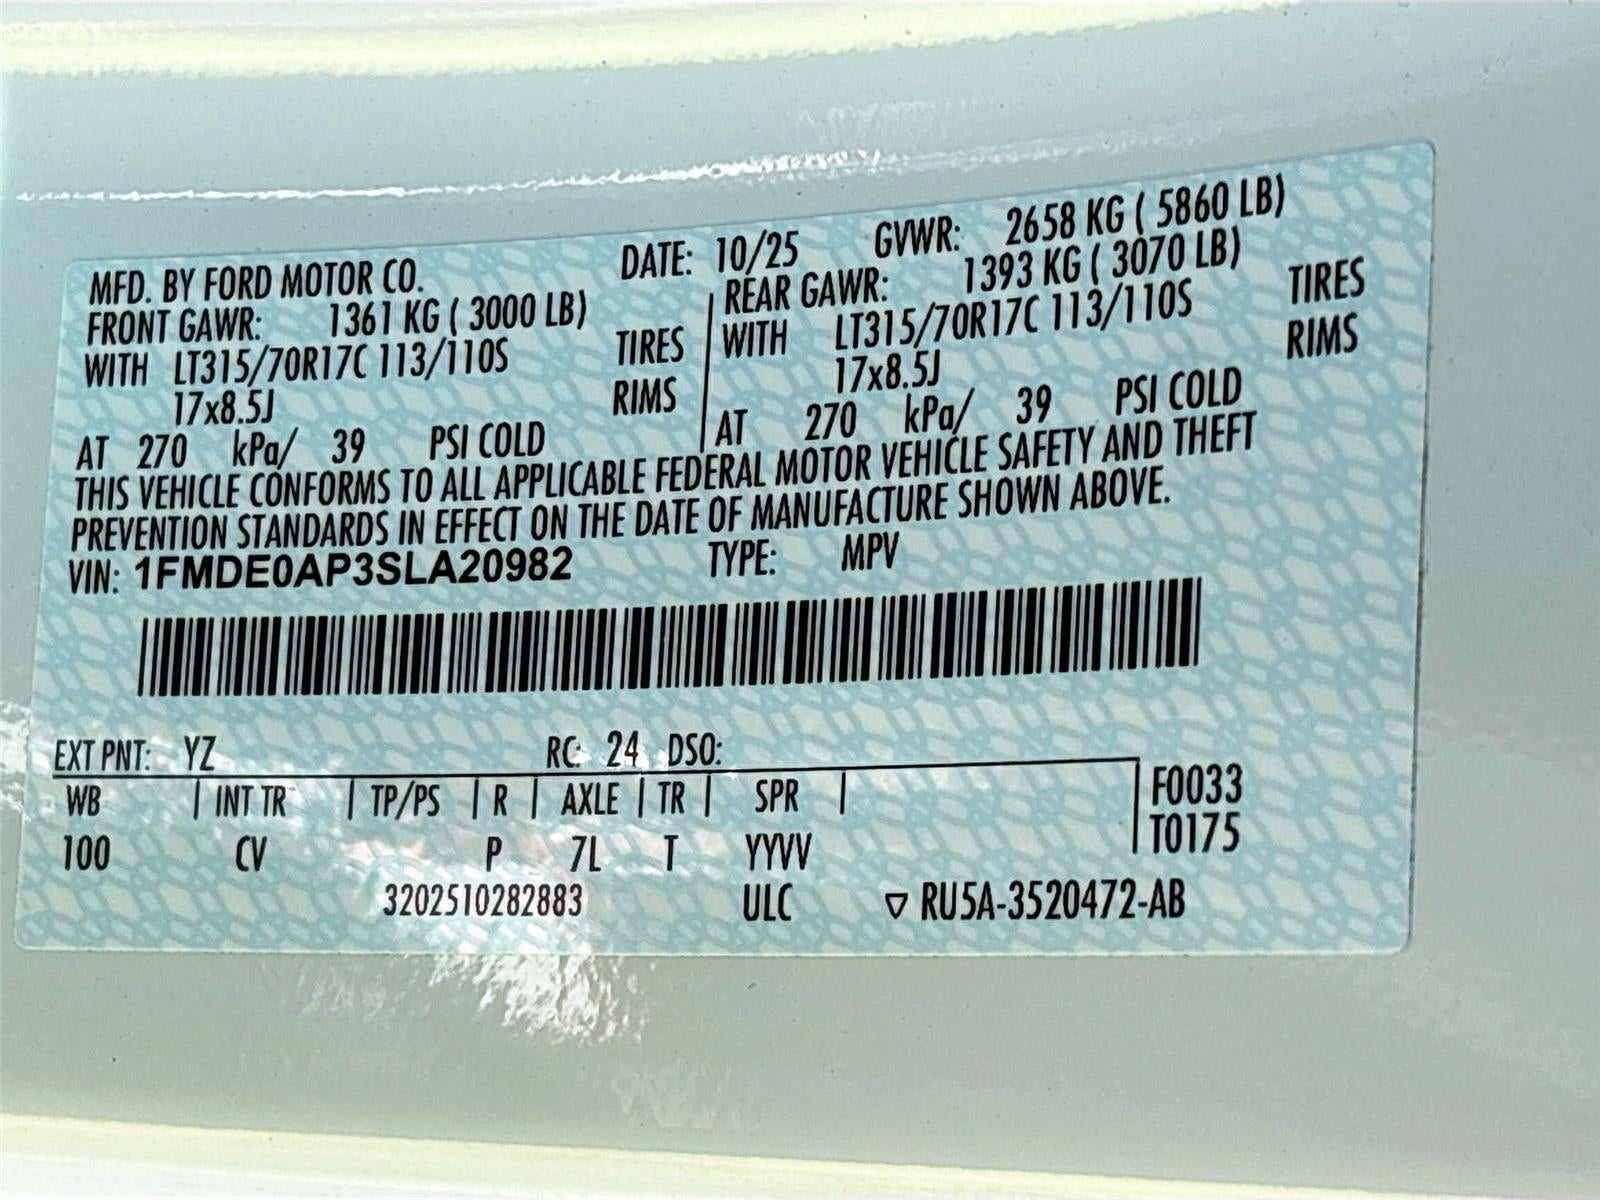 MFD. BY FORD MOTOR CO. DATE: 10/25 GVWR: 2658 KG ( 5860 LB)
FRONT GAWR: 1361 KG ( 3000 LB) REAR GAWR: 1393 KG ( 3070 LB)
WITH LT315/70R17C 113/110S TIRES WITH LT315/70R17C 113/110S TIRES
17x8.5J RIMS 17x8.5J RIMS
AT 270 kPa/ 39 PSI COLD AT 270 kPa/ 39 PSI COLD
THIS VEHICLE CONFORMS TO ALL APPLICABLE FEDERAL MOTOR VEHICLE SAFETY AND THEFT
PREVENTION STANDARDS IN EFFECT ON THE DATE OF MANUFACTURE SHOWN ABOVE.
VIN: 1FMDE0AP3SLA20982 TYPE: MPV
EXT PNT: YZ RC: 24 DSO:
WB | INT TR | TP/PS | R | AXLE | TR | SPR | F0033
100 CV P 7L T YYVV T0175
3202510282883 ULC ▽ RU5A-3520472-AB